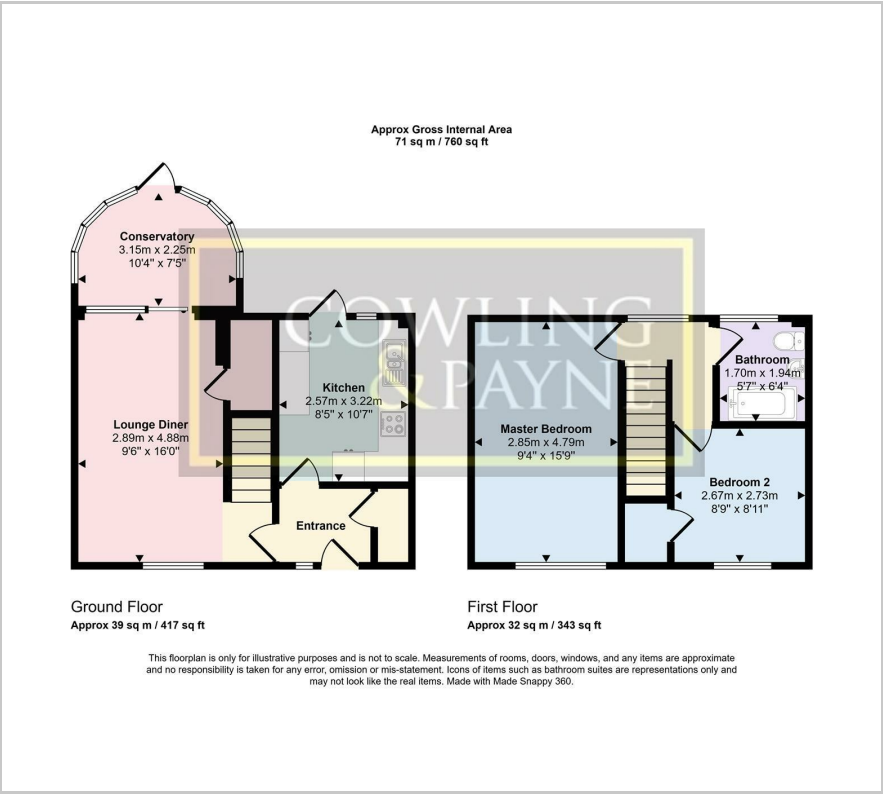 Approx Gross Internal Area
71 sq m / 760 sq ft
Conservatory
3.15m x 2.25m
10'4" x 7'5"
COWLING
& PAYNE
Kitchen
2.57m x 3.22m
8'5" x 10'7"
Lounge Diner
2.89m x 4.88m
9'6" x 16'0"
Entrance
Master Bedroom
2.85m x 4.79m
9'4" x 15'9"
Bathroom
1.70m x 1.94m
5'7" x 6'4"
Bedroom 2
2.67m x 2.73m
8'9" x 8'11"
Ground Floor
Approx 39 sq m / 417 sq ft
First Floor
Approx 32 sq m / 343 sq ft
This floorplan is only for illustrative purposes and is not to scale. Measurements of rooms, doors, windows, and any items are approximate
and no responsibility is taken for any error, omission or mis-statement. Icons of items such as bathroom suites are representations only and
may not look like the real items. Made with Made Snappy 360.